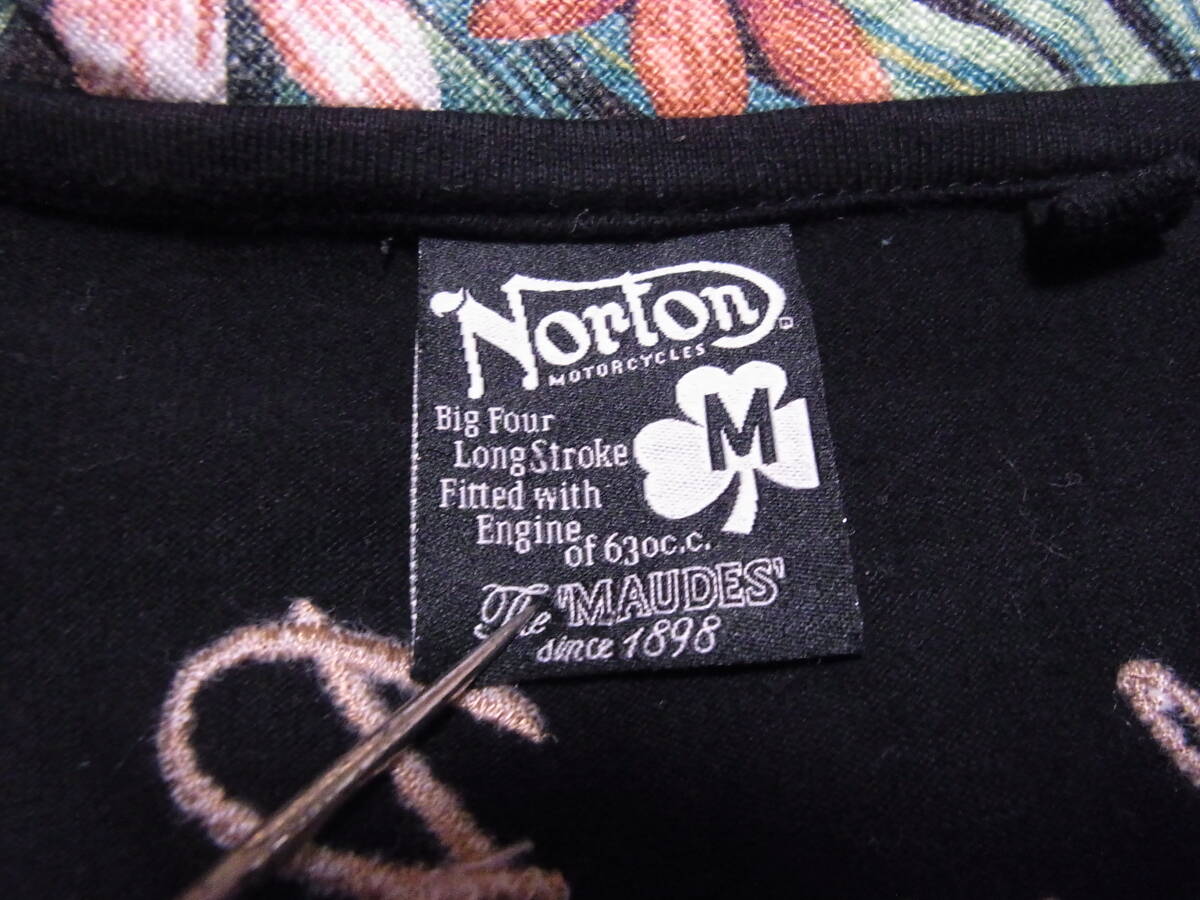 Norton
MOTORCYCLES
M
Big Four
Long Stroke
Fitted with
Engine
of 630c.c.
The 'MAUDES'
since 1898